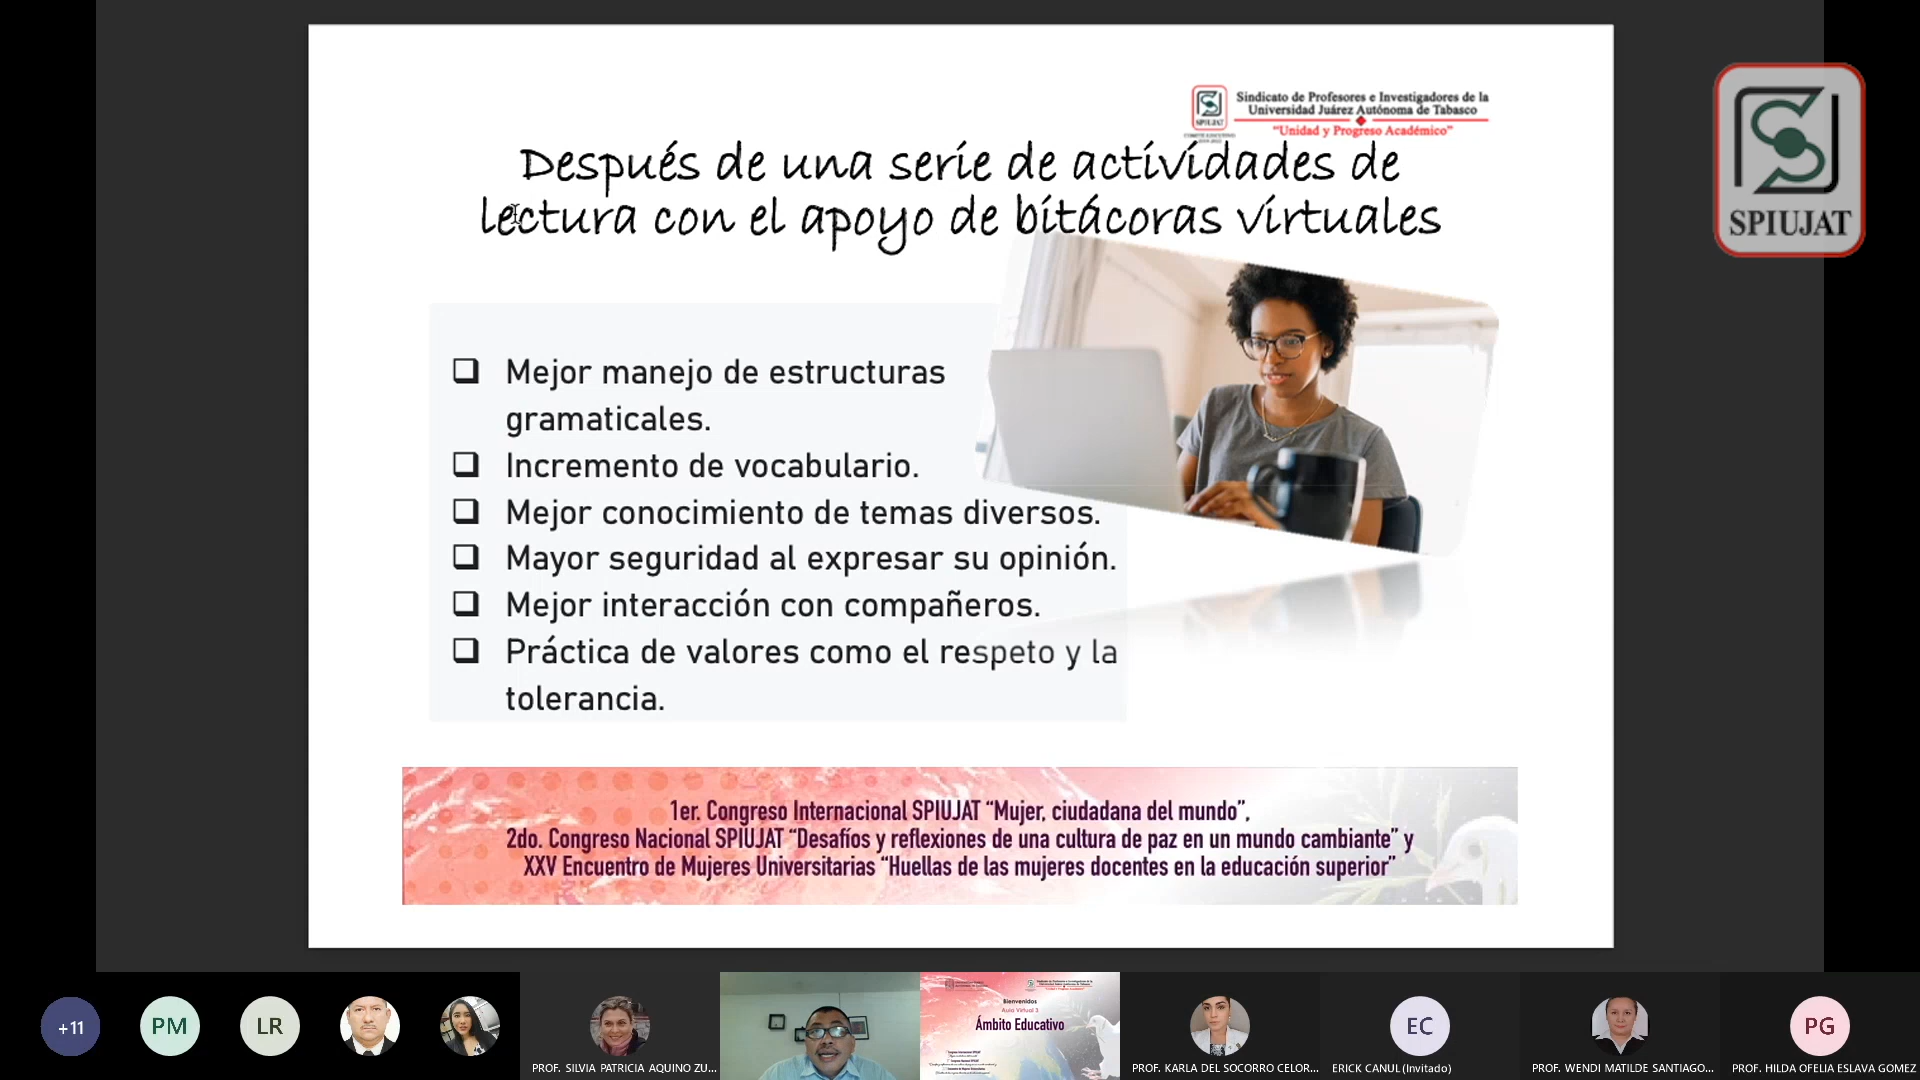 Sindicato de Profesores e Investigadores de la
Universidad Juárez Autónoma de Tabasco
"Unidad y Progreso Académico"
SPIUJAT
SPIUJAT
Después de una serie de actividades de
lectura con el apoyo de bitácoras virtuales
Mejor manejo de estructuras
gramaticales.
Incremento de vocabulario.
Mejor conocimiento de temas diversos.
Mayor seguridad al expresar su opinión.
Mejor interacción con compañeros.
Práctica de valores como el respeto y la
tolerancia.
1er. Congreso Internacional SPIUJAT “Mujer, ciudadana del mundo”,
2do. Congreso Nacional SPIUJAT “Desafíos y reflexiones de una cultura de paz en un mundo cambiante” y
XXV Encuentro de Mujeres Universitarias “Huellas de las mujeres docentes en la educación superior”
+11
PM
LR
PROF. SILVIA PATRICIA AQUINO ZU...
Bienvenidos
Aula Virtual 3
Ámbito Educativo
PROF. KARLA DEL SOCORRO CELOR...
EC
ERICK CANUL (Invitado)
PROF. WENDI MATILDE SANTIAGO...
PG
PROF. HILDA OFELIA ESLAVA GOMEZ